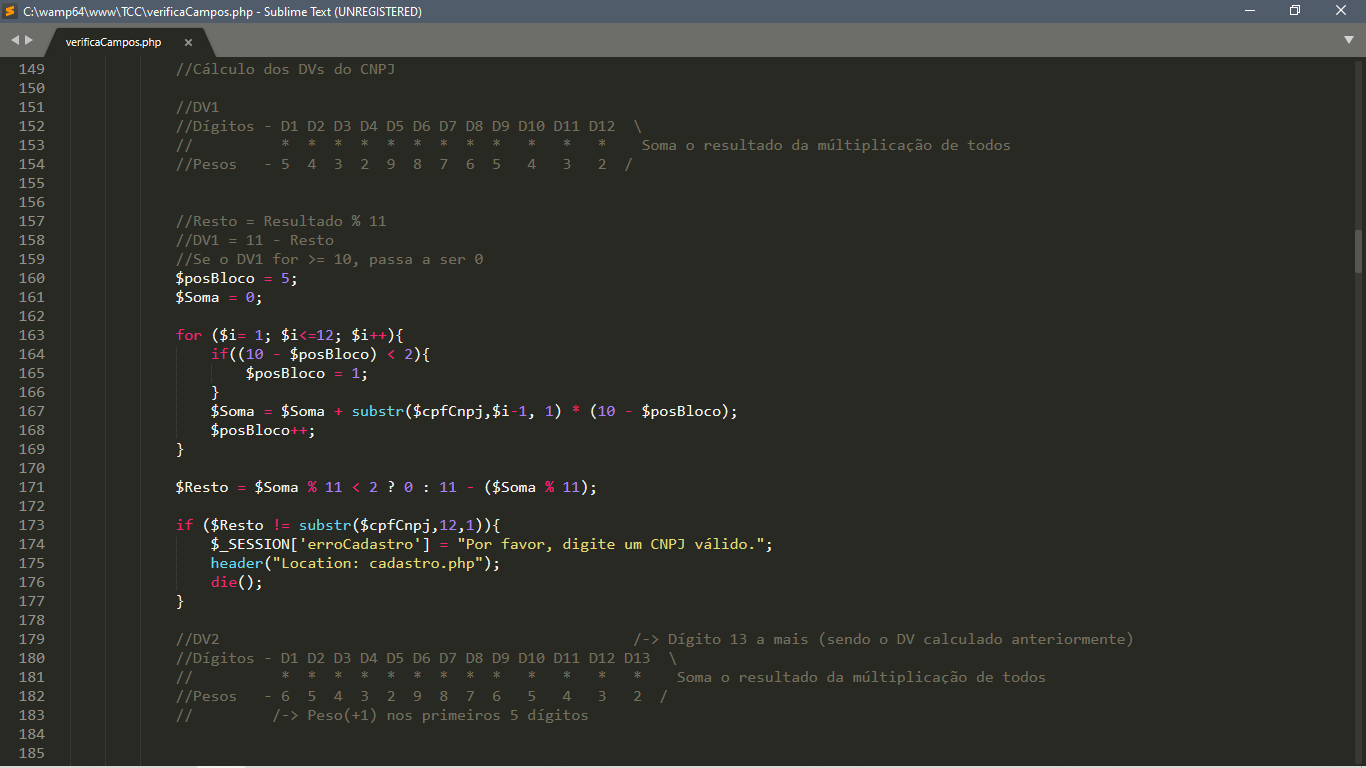 C:\wamp64\www\TCC\verificaCampos.php - Sublime Text (UNREGISTERED)
verificaCampos.php
149 //Cálculo dos DVs do CNPJ
150
151 //DV1
152 //Dígitos - D1 D2 D3 D4 D5 D6 D7 D8 D9 D10 D11 D12  \
153 //          *  *  *  *  *  *  *  *  *   *   *   *    Soma o resultado da múltiplicação de todos
154 //Pesos   - 5  4  3  2  9  8  7  6  5   4   3   2  /
155
156
157 //Resto = Resultado % 11
158 //DV1 = 11 - Resto
159 //Se o DV1 for >= 10, passa a ser 0
160 $posBloco = 5;
161 $Soma = 0;
162
163 for ($i= 1; $i<=12; $i++){
164     if((10 - $posBloco) < 2){
165         $posBloco = 1;
166     }
167     $Soma = $Soma + substr($cpfCnpj,$i-1, 1) * (10 - $posBloco);
168     $posBloco++;
169 }
170
171 $Resto = $Soma % 11 < 2 ? 0 : 11 - ($Soma % 11);
172
173 if ($Resto != substr($cpfCnpj,12,1)){
174     $_SESSION['erroCadastro'] = "Por favor, digite um CNPJ válido.";
175     header("Location: cadastro.php");
176     die();
177 }
178
179 //DV2                                               /-> Dígito 13 a mais (sendo o DV calculado anteriormente)
180 //Dígitos - D1 D2 D3 D4 D5 D6 D7 D8 D9 D10 D11 D12 D13  \
181 //          *  *  *  *  *  *  *  *  *   *   *   *   *    Soma o resultado da múltiplicação de todos
182 //Pesos   - 6  5  4  3  2  9  8  7  6   5   4   3   2  /
183 //         /-> Peso(+1) nos primeiros 5 dígitos
184
185